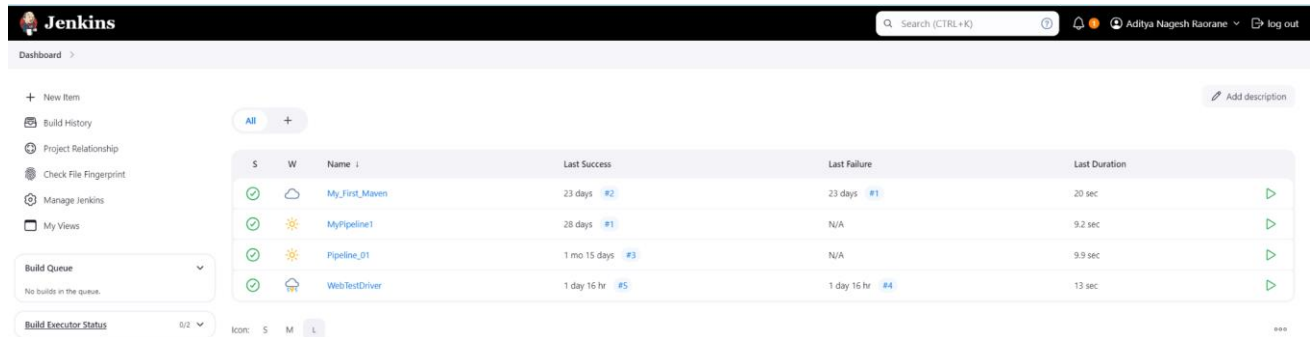 Jenkins
Search (CTRL+K)
1
Aditya Nagesh Raorane
log out
Dashboard
New Item
Build History
Project Relationship
Check File Fingerprint
Manage Jenkins
My Views
Build Queue
No builds in the queue.
Build Executor Status 0/2
Add description
All +
S W Name ↓ Last Success Last Failure Last Duration
My_First_Maven 23 days #2 23 days #1 20 sec
MyPipeline1 28 days #1 N/A 9.2 sec
Pipeline_01 1 mo 15 days #3 N/A 9.9 sec
WebTestDriver 1 day 16 hr #5 1 day 16 hr #4 13 sec
Icon: S M L